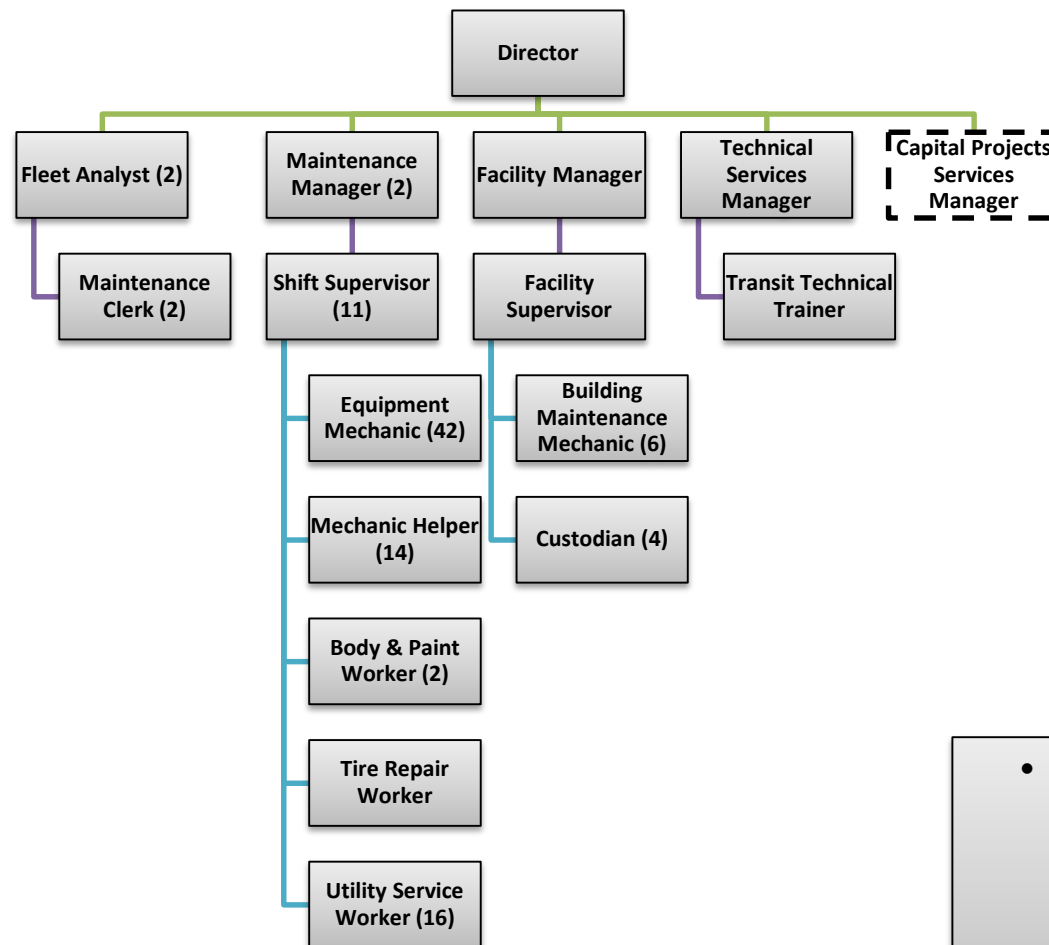 Director
Fleet Analyst (2)
Maintenance
Manager (2)
Facility Manager
Technical
Services
Manager
Capital Projects
Services
Manager
Maintenance
Clerk (2)
Shift Supervisor
(11)
Facility
Supervisor
Transit Technical
Trainer
Equipment
Mechanic (42)
Building
Maintenance
Mechanic (6)
Mechanic Helper
(14)
Custodian (4)
Body & Paint
Worker (2)
Tire Repair
Worker
•
Utility Service
Worker (16)